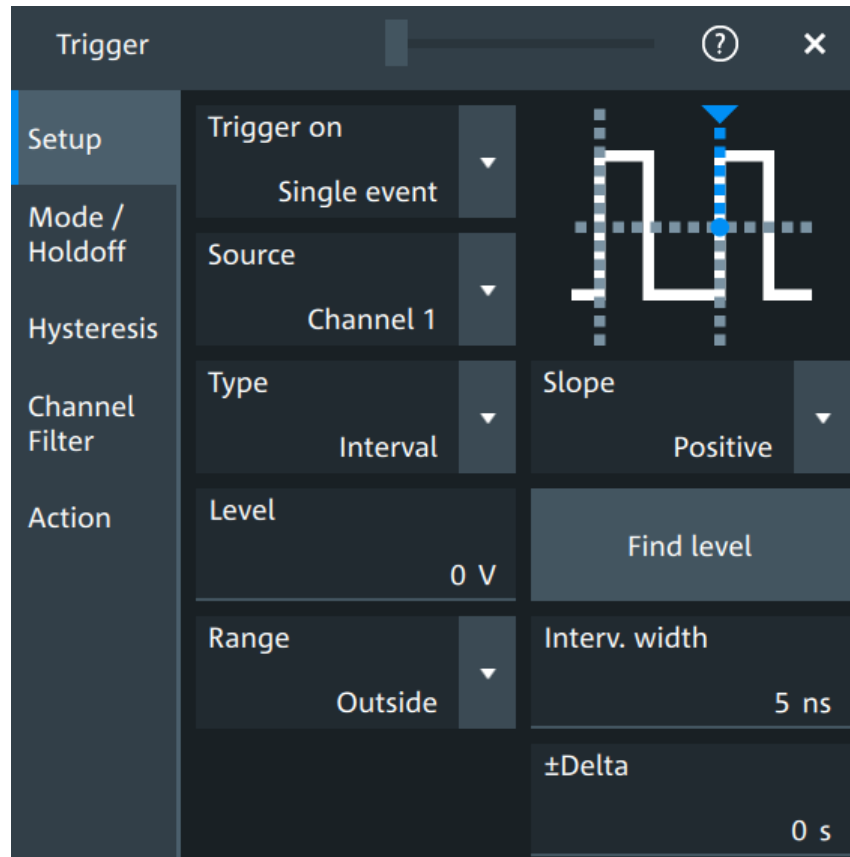 Trigger
?
Setup
Mode /
Holdoff
Hysteresis
Channel
Filter
Action
Trigger on
Single event
Source
Channel 1
Type
Interval
Slope
Positive
Level
0 V
Find level
Range
Outside
Interv. width
5 ns
±Delta
0 s